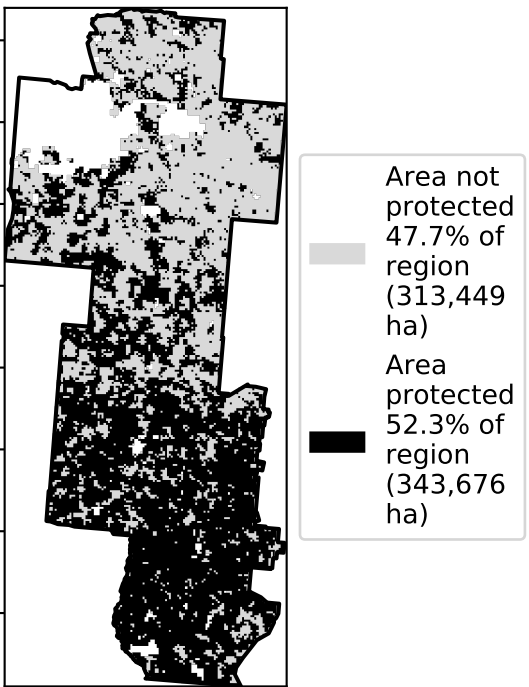 Area not
protected
47.7% of
region
(313,449
ha)
Area
protected
52.3% of
region
(343,676
ha)